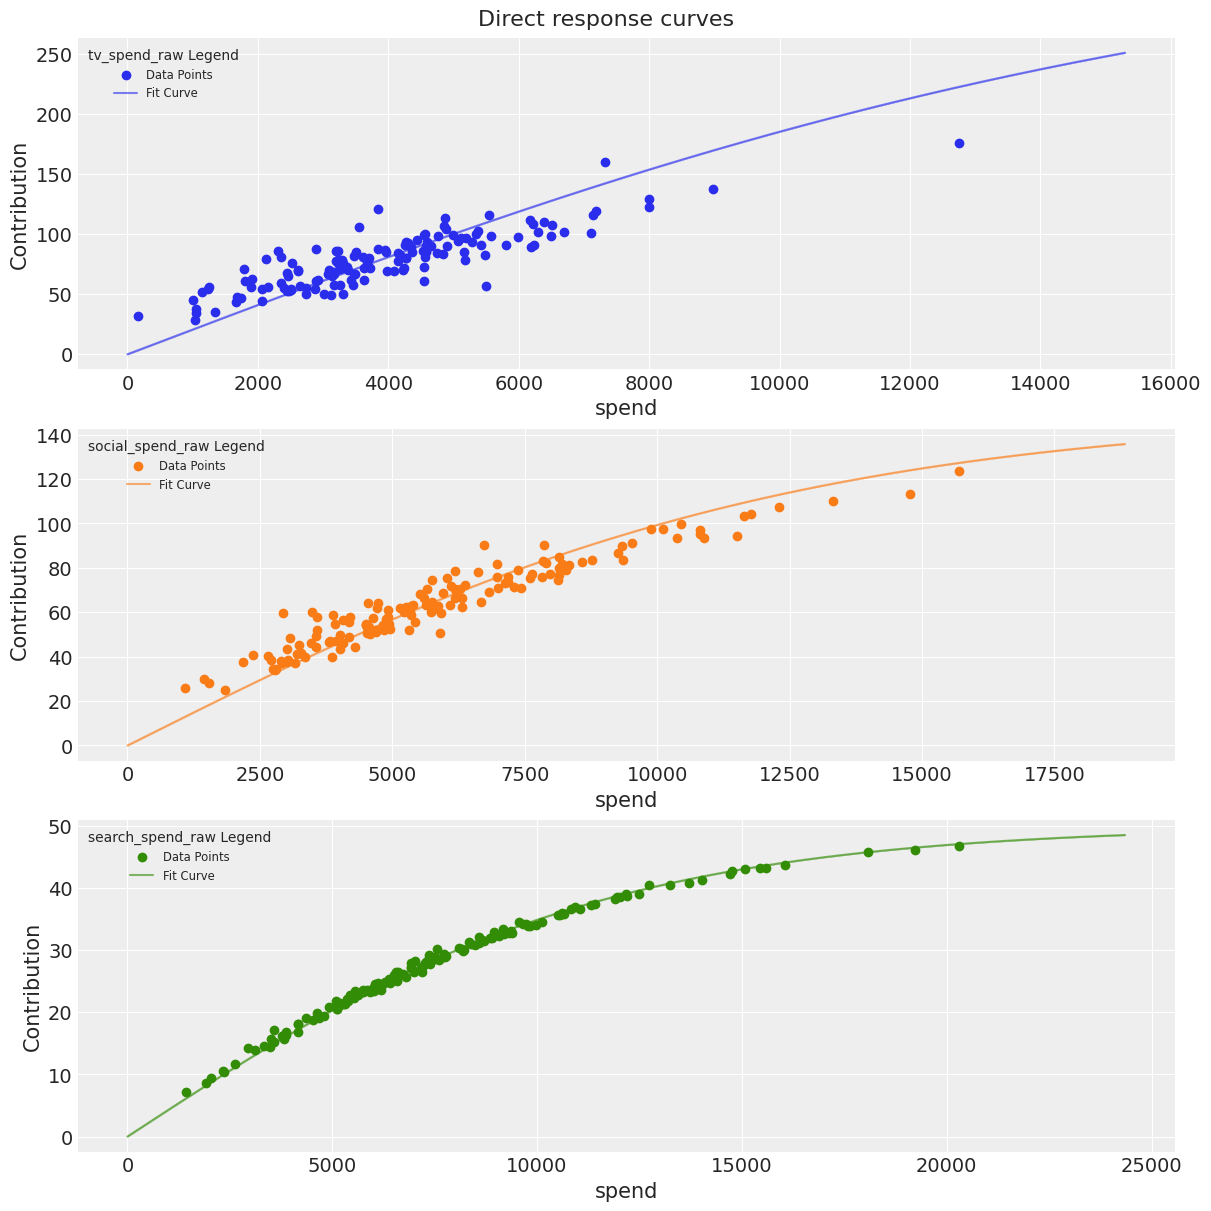 Direct response curves
tv_spend_raw Legend
Data Points
Fit Curve
250
200
150
100
50
0
Contribution
0 2000 4000 6000 8000 10000 12000 14000 16000
spend
social_spend_raw Legend
Data Points
Fit Curve
140
120
100
80
60
40
20
0
Contribution
0 2500 5000 7500 10000 12500 15000 17500
spend
search_spend_raw Legend
Data Points
Fit Curve
50
40
30
20
10
0
Contribution
0 5000 10000 15000 20000 25000
spend